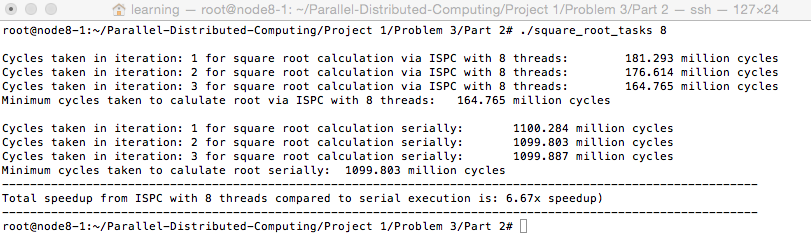 learning — root@node8-1: ~/Parallel-Distributed-Computing/Project 1/Problem 3/Part 2 — ssh — 127×24
root@node8-1:~/Parallel-Distributed-Computing/Project 1/Problem 3/Part 2# ./square_root_tasks 8
Cycles taken in iteration: 1 for square root calculation via ISPC with 8 threads: 181.293 million cycles
Cycles taken in iteration: 2 for square root calculation via ISPC with 8 threads: 176.614 million cycles
Cycles taken in iteration: 3 for square root calculation via ISPC with 8 threads: 164.765 million cycles
Minimum cycles taken to calulate root via ISPC with 8 threads: 164.765 million cycles
Cycles taken in iteration: 1 for square root calculation serially: 1100.284 million cycles
Cycles taken in iteration: 2 for square root calculation serially: 1099.803 million cycles
Cycles taken in iteration: 3 for square root calculation serially: 1099.887 million cycles
Minimum cycles taken to calulate root serially: 1099.803 million cycles
Total speedup from ISPC with 8 threads compared to serial execution is: 6.67x speedup)
root@node8-1:~/Parallel-Distributed-Computing/Project 1/Problem 3/Part 2#